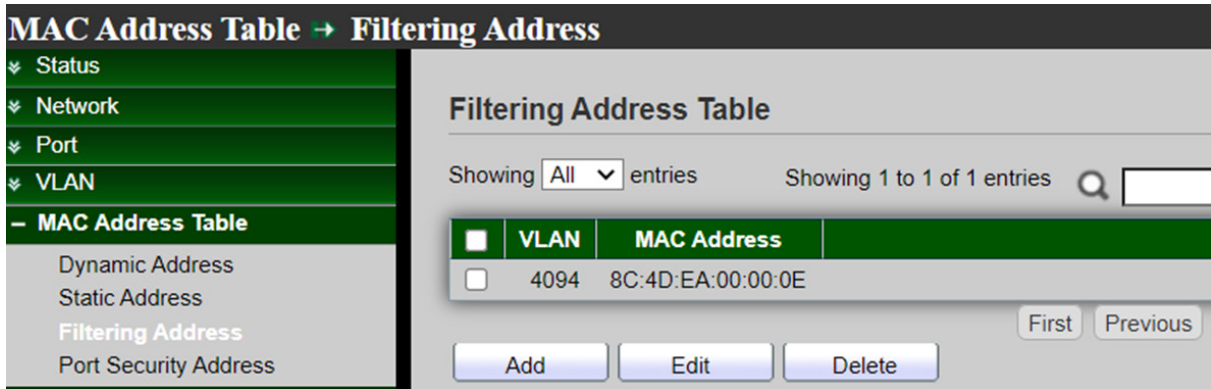 MAC Address Table → Filtering Address
Status
Network
Port
VLAN
MAC Address Table
Dynamic Address
Static Address
Filtering Address
Port Security Address
Filtering Address Table
Showing All entries
Showing 1 to 1 of 1 entries
VLAN MAC Address
4094 8C:4D:EA:00:00:0E
First Previous
Add Edit Delete